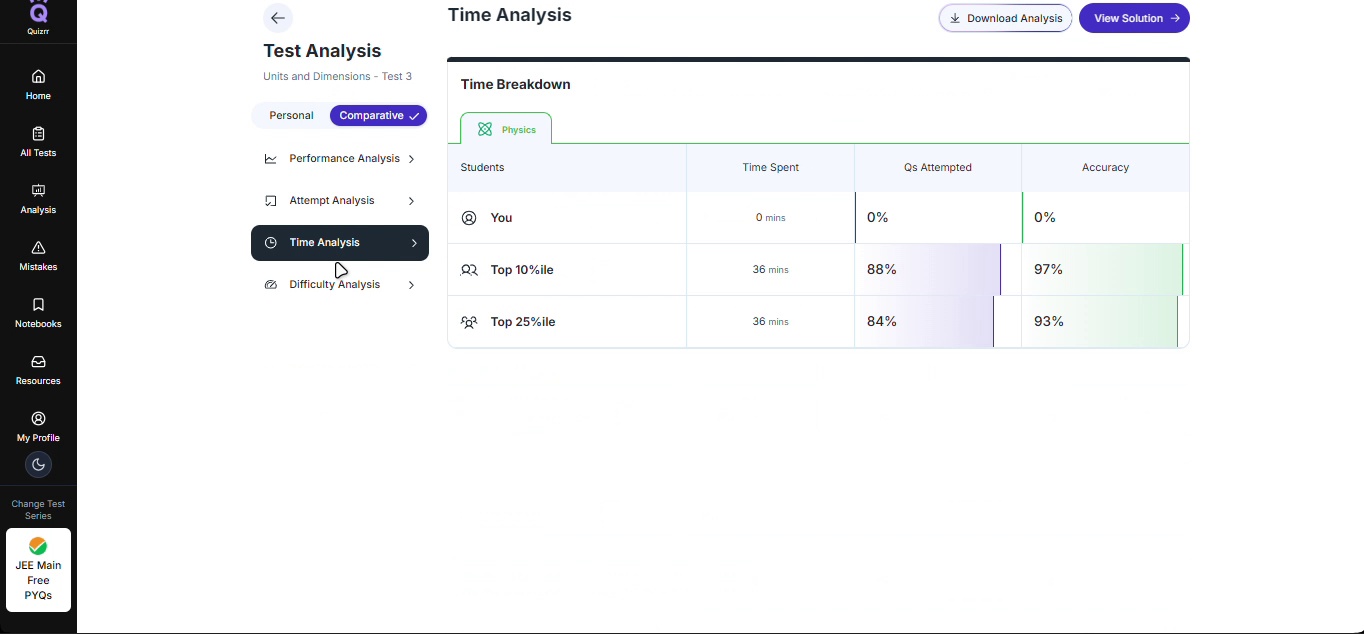 Quizrr
Home
All Tests
Analysis
Mistakes
Notebooks
Resources
My Profile
Change Test
Series
JEE Main
Free
PYQs
Test Analysis
Units and Dimensions - Test 3
Personal
Comparative
Performance Analysis
Attempt Analysis
Time Analysis
Difficulty Analysis
Time Analysis
Download Analysis
View Solution
Time Breakdown
Physics
Students Time Spent Qs Attempted Accuracy
You 0 mins 0% 0%
Top 10%ile 36 mins 88% 97%
Top 25%ile 36 mins 84% 93%